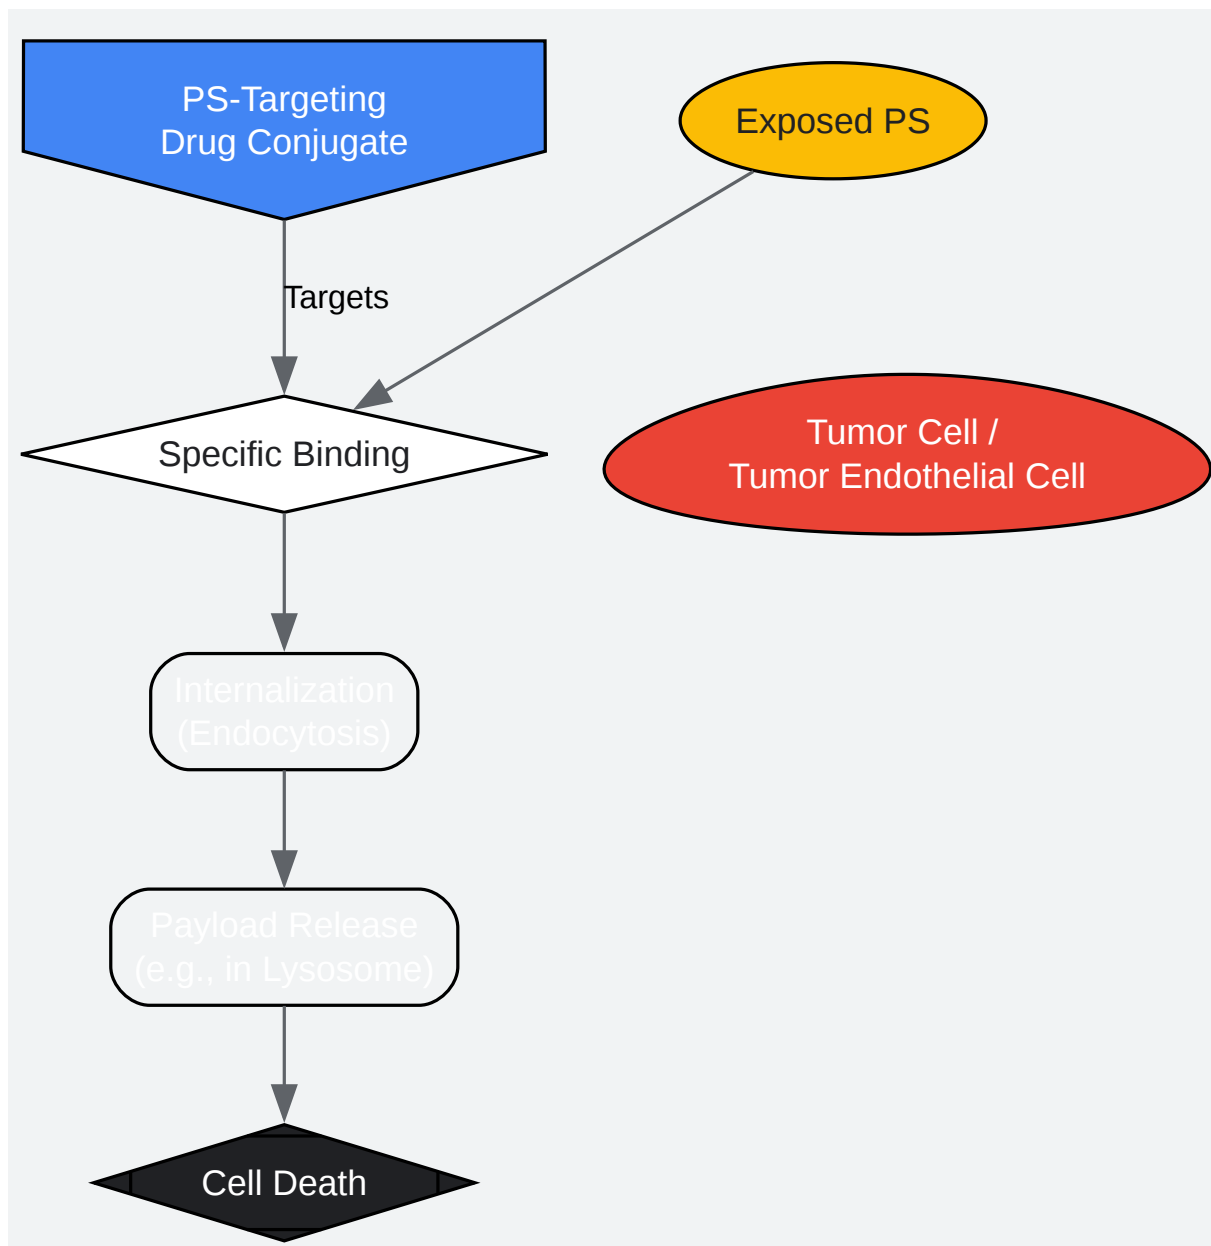 PS-Targeting
Drug Conjugate
Exposed PS
Targets
Specific Binding
Tumor Cell /
Tumor Endothelial Cell
Internalization
(Endocytosis)
Payload Release
(e.g., in Lysosome)
Cell Death